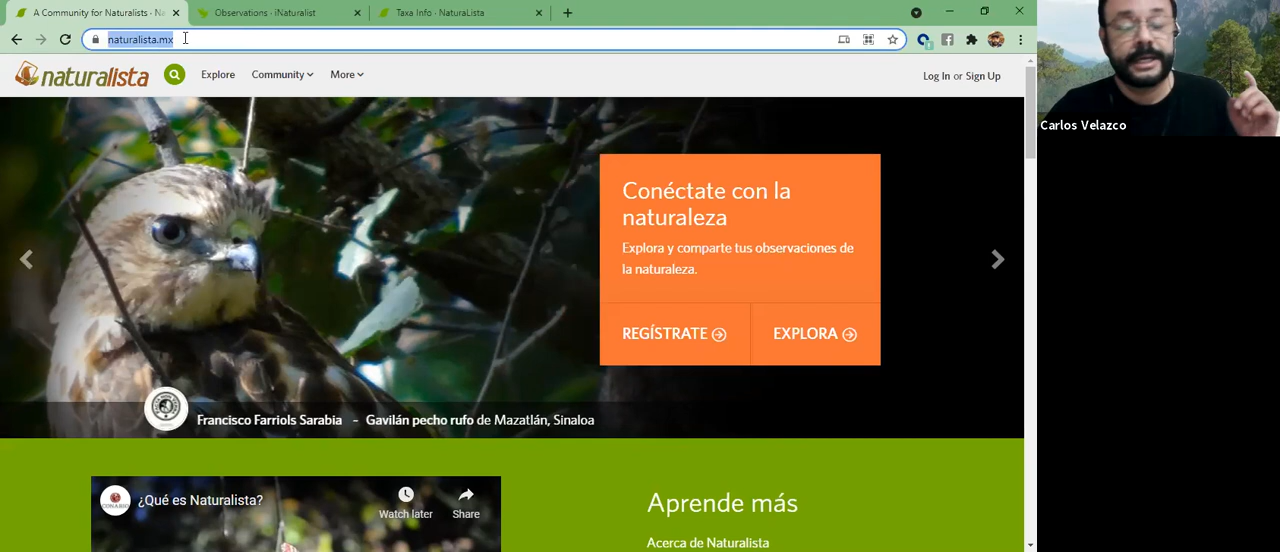 A Community for Naturalists · Na
Observations · iNaturalist
Taxa Info · NaturaLista
naturalista.mx
naturalista
Explore
Community
More
Log In or Sign Up
Carlos Velazco
Conéctate con la
naturaleza
Explora y comparte tus observaciones de
la naturaleza.
REGÍSTRATE
EXPLORA
Francisco Farriols Sarabia - Gavilán pecho rufo de Mazatlán, Sinaloa
¿Qué es Naturalista?
Watch later
Share
Aprende más
Acerca de Naturalista